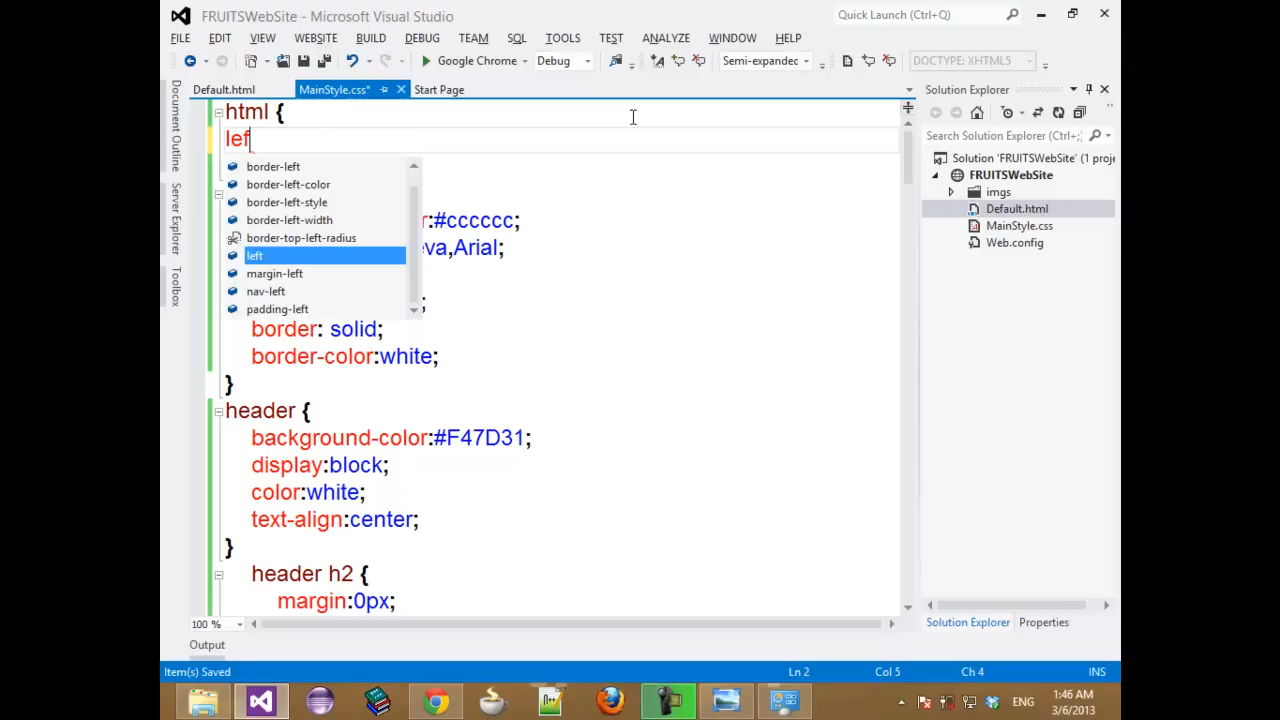 FRUITSWebSite - Microsoft Visual Studio
Quick Launch (Ctrl+Q)
FILE EDIT VIEW WEBSITE BUILD DEBUG TEAM SQL TOOLS TEST ANALYZE WINDOW HELP
Google Chrome Debug Semi-expanded DOCTYPE: XHTML5
Document Outline
Server Explorer
Toolbox
Default.html MainStyle.css* Start Page
html {
lef
border-left
border-left-color
border-left-style
border-left-width
border-top-left-radius
left
margin-left
nav-left
padding-left
r:#cccccc;
eva,Arial;
;
border: solid;
border-color:white;
}
header {
background-color:#F47D31;
display:block;
color:white;
text-align:center;
}
header h2 {
margin:0px;
100 %
Output
Solution Explorer
Search Solution Explorer (Ctrl+;)
Solution 'FRUITSWebSite' (1 proje
FRUITSWebSite
imgs
Default.html
MainStyle.css
Web.config
Solution Explorer Properties
Item(s) Saved Ln 2 Col 5 Ch 4 INS
ENG
1:46 AM
3/6/2013